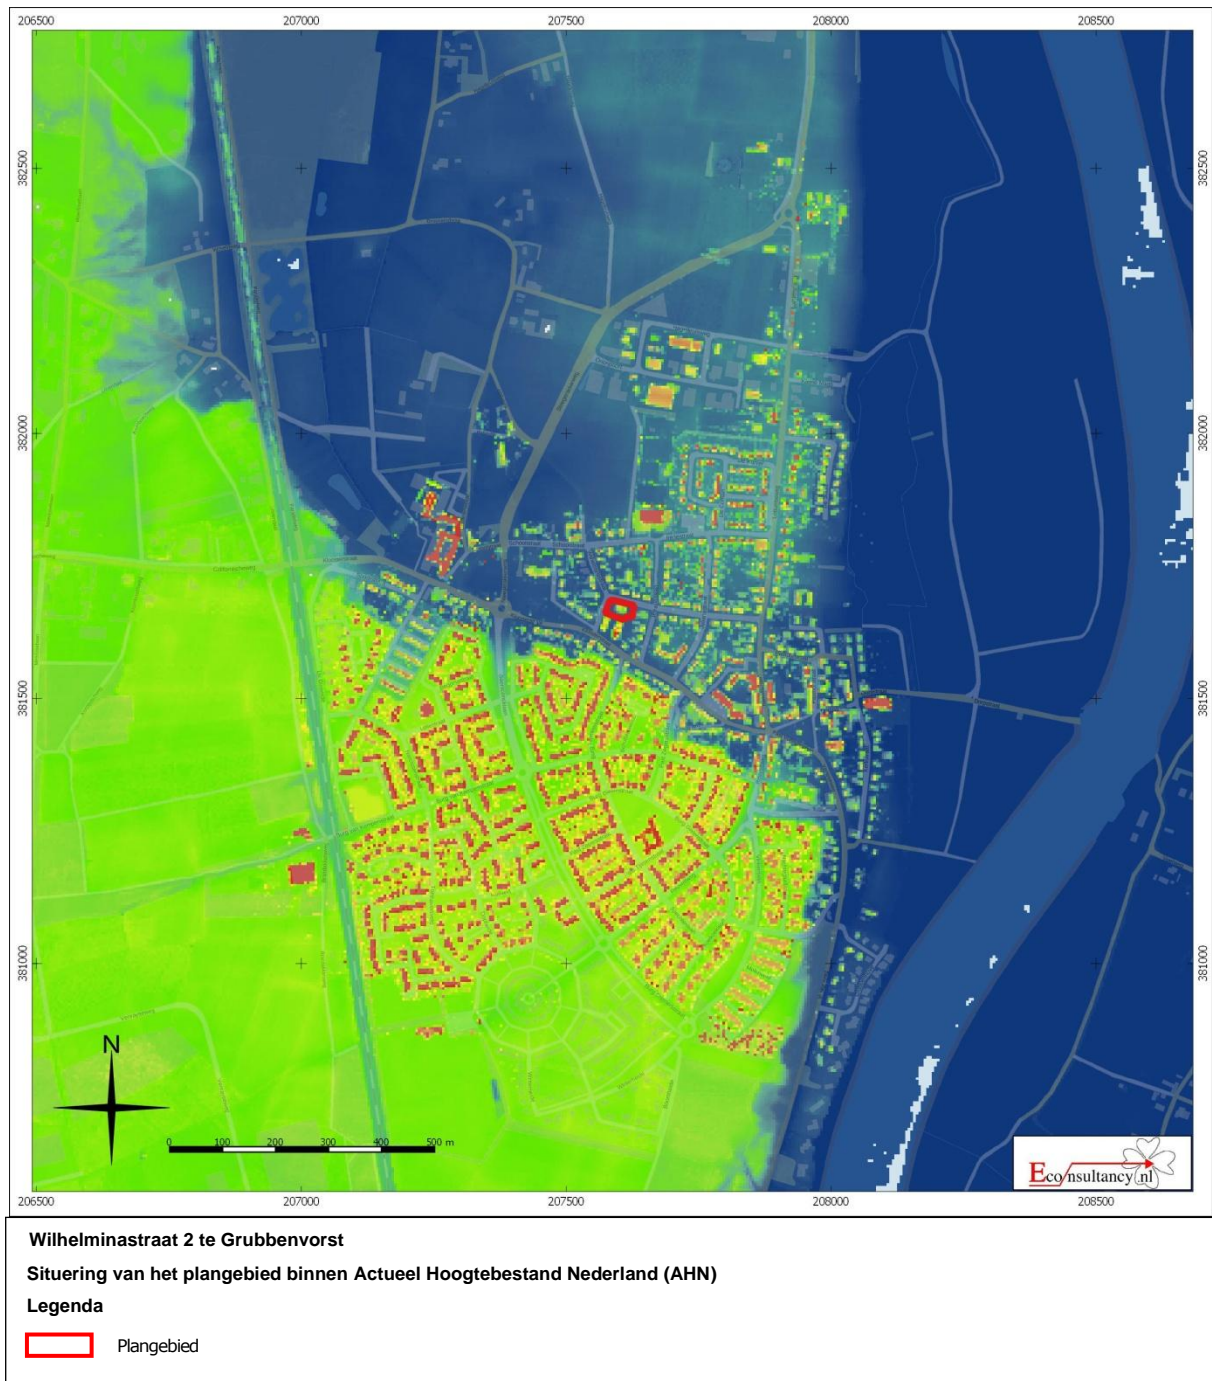 206500 207000 207500 208000 208500
382500 382500
382000 382000
381500 381500
381000 381000
N
0 100 200 300 400 500 m
Econsultancy.nl
206500 207000 207500 208000 208500
Wilhelminastraat 2 te Grubbenvorst
Situering van het plangebied binnen Actueel Hoogtebestand Nederland (AHN)
Legenda
Plangebied